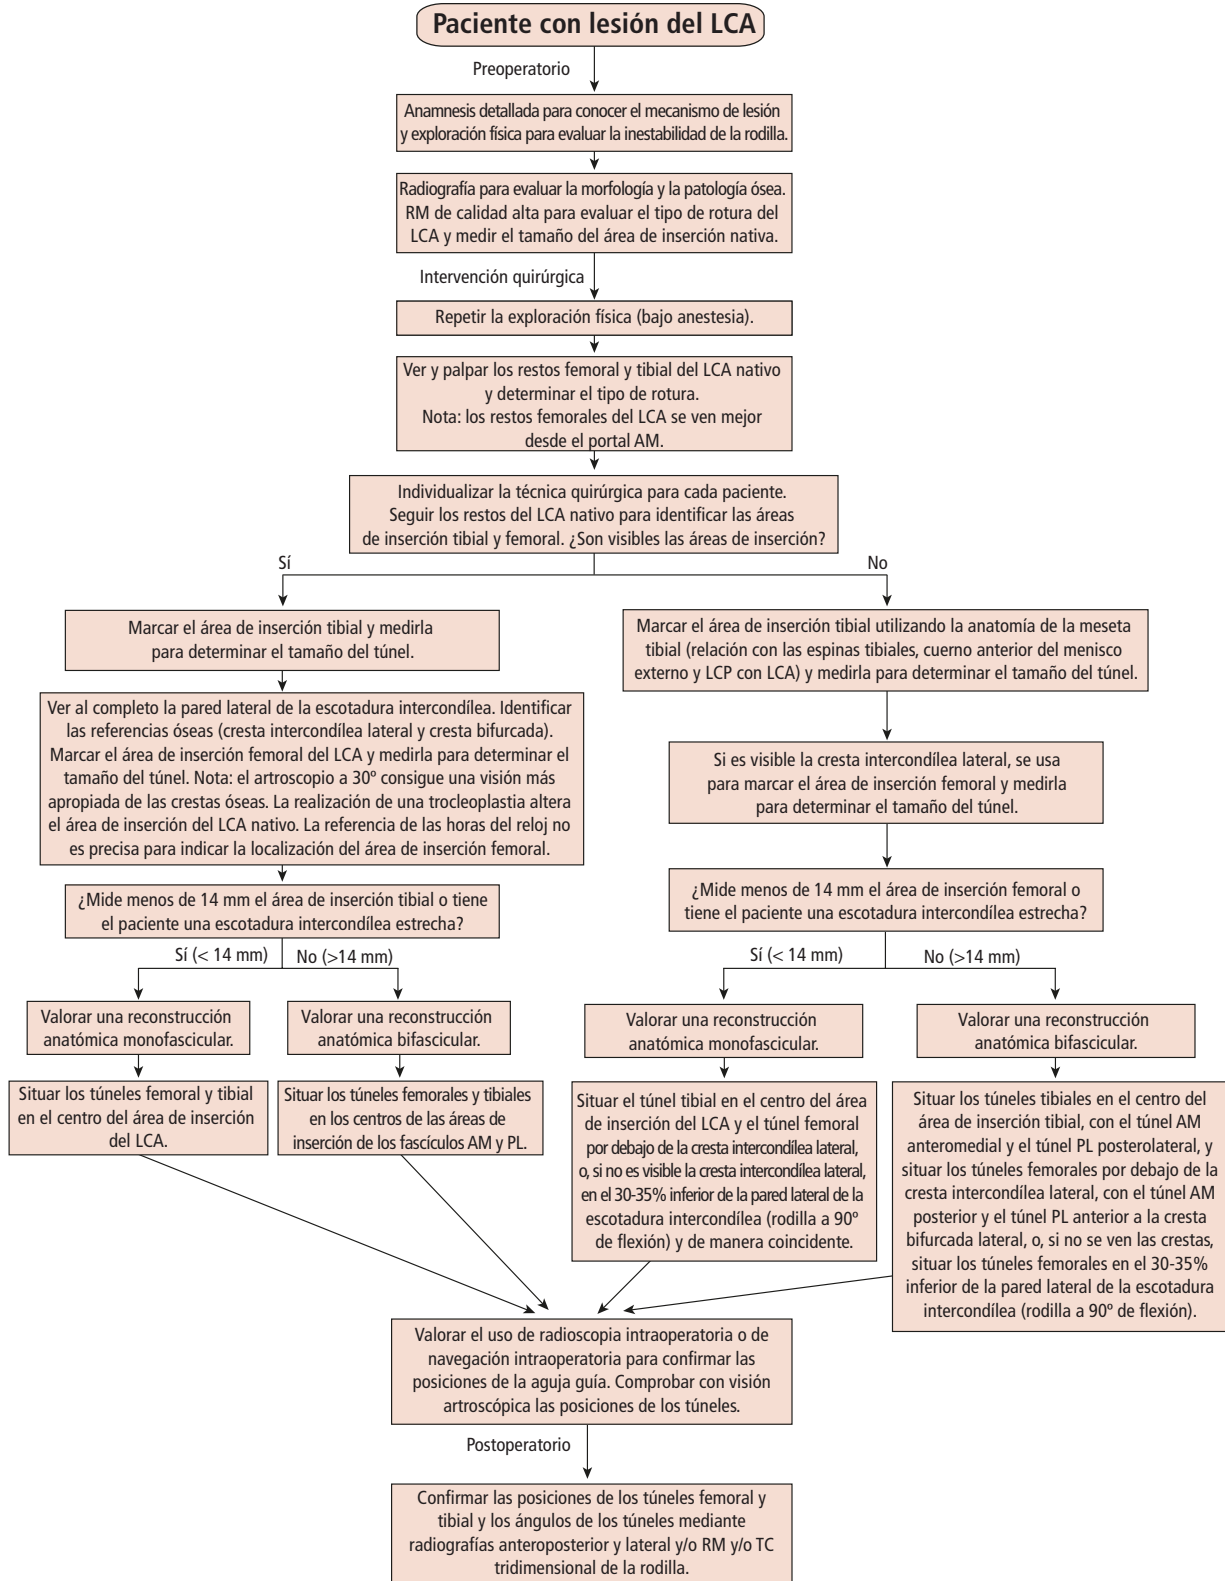 Paciente con lesión del LCA
Preoperatorio
Anamnesis detallada para conocer el mecanismo de lesión
y exploración física para evaluar la inestabilidad de la rodilla.
Radiografía para evaluar la morfología y la patología ósea.
RM de calidad alta para evaluar el tipo de rotura del
LCA y medir el tamaño del área de inserción nativa.
Intervención quirúrgica
Repetir la exploración física (bajo anestesia).
Ver y palpar los restos femoral y tibial del LCA nativo
y determinar el tipo de rotura.
Nota: los restos femorales del LCA se ven mejor
desde el portal AM.
Individualizar la técnica quirúrgica para cada paciente.
Seguir los restos del LCA nativo para identificar las áreas
de inserción tibial y femoral. ¿Son visibles las áreas de inserción?
Sí
No
Marcar el área de inserción tibial y medirla
para determinar el tamaño del túnel.
Ver al completo la pared lateral de la escotadura intercondílea. Identificar
las referencias óseas (cresta intercondílea lateral y cresta bifurcada).
Marcar el área de inserción femoral del LCA y medirla para determinar el
tamaño del túnel. Nota: el artroscopio a 30º consigue una visión más
apropiada de las crestas óseas. La realización de una trocleoplastia altera
el área de inserción del LCA nativo. La referencia de las horas del reloj no
es precisa para indicar la localización del área de inserción femoral.
¿Mide menos de 14 mm el área de inserción tibial o tiene
el paciente una escotadura intercondílea estrecha?
Sí (< 14 mm)
No (>14 mm)
Valorar una reconstrucción
anatómica monofascicular.
Valorar una reconstrucción
anatómica bifascicular.
Situar los túneles femoral y tibial
en el centro del área de inserción
del LCA.
Situar los túneles femorales y tibiales
en los centros de las áreas de
inserción de los fascículos AM y PL.
Marcar el área de inserción tibial utilizando la anatomía de la meseta
tibial (relación con las espinas tibiales, cuerno anterior del menisco
externo y LCP con LCA) y medirla para determinar el tamaño del túnel.
Si es visible la cresta intercondílea lateral, se usa
para marcar el área de inserción femoral y medirla
para determinar el tamaño del túnel.
¿Mide menos de 14 mm el área de inserción femoral o
tiene el paciente una escotadura intercondílea estrecha?
Sí (< 14 mm)
No (>14 mm)
Valorar una reconstrucción
anatómica monofascicular.
Valorar una reconstrucción
anatómica bifascicular.
Situar el túnel tibial en el centro del área
de inserción del LCA y el túnel femoral
por debajo de la cresta intercondílea lateral,
o, si no es visible la cresta intercondílea lateral,
en el 30-35% inferior de la pared lateral de la
escotadura intercondílea (rodilla a 90º
de flexión) y de manera coincidente.
Situar los túneles tibiales en el centro del
área de inserción tibial, con el túnel AM
anteromedial y el túnel PL posterolateral, y
situar los túneles femorales por debajo de la
cresta intercondílea lateral, con el túnel AM
posterior y el túnel PL anterior a la cresta
bifurcada lateral, o, si no se ven las crestas,
situar los túneles femorales en el 30-35%
inferior de la pared lateral de la escotadura
intercondílea (rodilla a 90º de flexión).
Valorar el uso de radioscopia intraoperatoria o de
navegación intraoperatoria para confirmar las
posiciones de la aguja guía. Comprobar con visión
artroscópica las posiciones de los túneles.
Postoperatorio
Confirmar las posiciones de los túneles femoral y
tibial y los ángulos de los túneles mediante
radiografías anteroposterior y lateral y/o RM y/o TC
tridimensional de la rodilla.